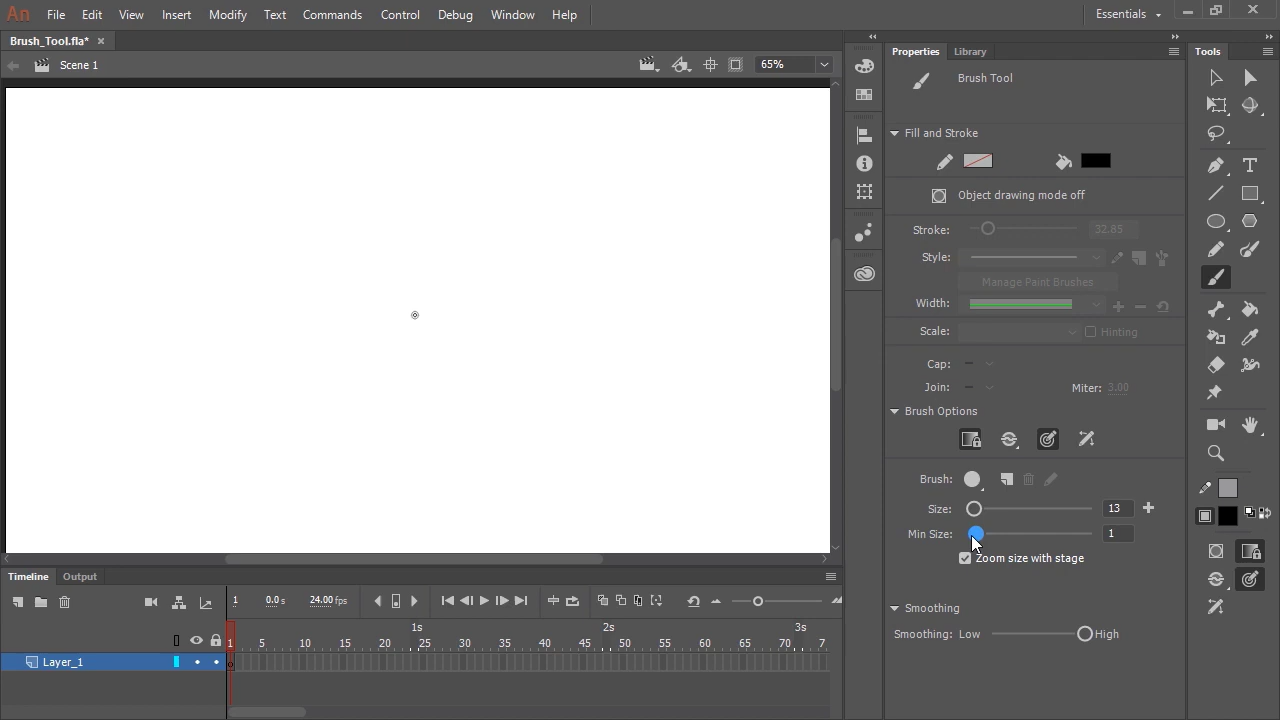 An File Edit View Insert Modify Text Commands Control Debug Window Help Essentials
Brush_Tool.fla* Properties Library Tools
Scene 1 65%
Brush Tool
Fill and Stroke
Object drawing mode off
Stroke: 32.85
Style:
Manage Paint Brushes
Width:
Scale: Hinting
Cap:
Join: Miter: 3.00
Brush Options
Brush:
Size: 13
Min Size: 1
Zoom size with stage
Smoothing
Smoothing: Low High
Timeline Output
1 0.0 s 24.00 fps
1s 2s 3s
1 5 10 15 20 25 30 35 40 45 50 55 60 65 70 7
Layer_1